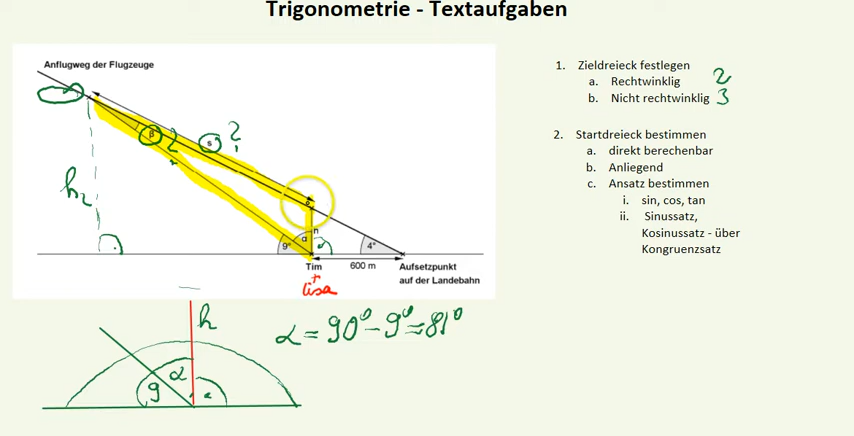 Trigonometrie - Textaufgaben
Anflugweg der Flugzeuge
1. Zieldreieck festlegen
a. Rechtwinklig 2
b. Nicht rechtwinklig 3
2. Startdreieck bestimmen
a. direkt berechenbar
b. Anliegend
c. Ansatz bestimmen
i. sin, cos, tan
ii. Sinussatz,
Kosinussatz - über
Kongruenzsatz
β ?
s ?
h₂
9° α h 4°
Tim 600 m Aufsetzpunkt
auf der Landebahn
+
lisa
h
α = 90° - 9° = 81°
9 α